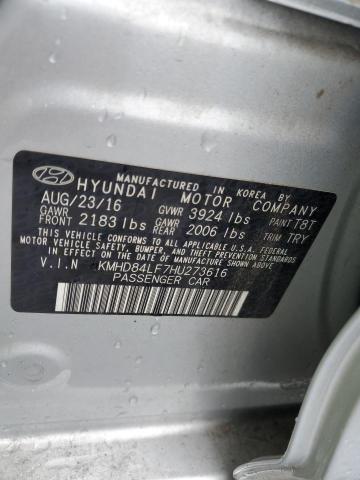 MANUFACTURED IN KOREA BY
HYUNDAI MOTOR COMPANY
AUG/23/16 GVWR 3924 lbs PAINT T8T
GAWR FRONT 2183 lbs GAWR REAR 2006 lbs TRIM TRY
THIS VEHICLE CONFORMS TO ALL APPLICABLE U.S.A. FEDERAL
MOTOR VEHICLE SAFETY, BUMPER, AND THEFT PREVENTION STANDARDS
IN EFFECT ON THE DATE OF MANUFACTURE SHOWN ABOVE.
V.I.N KMHD84LF7HU273616
PASSENGER CAR